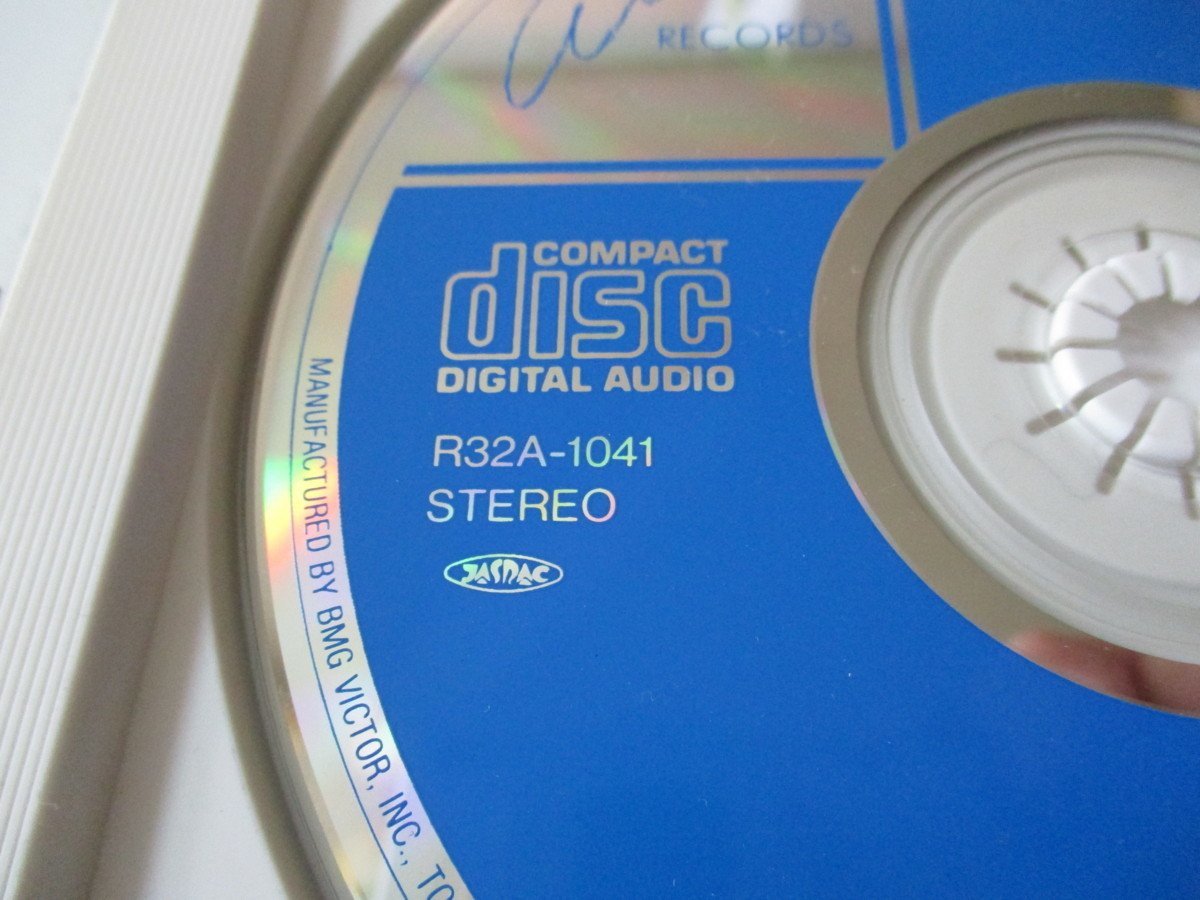 RECORDS
COMPACT
disc
DIGITAL AUDIO
R32A-1041
STEREO
JASRAC
MANUFACTURED BY BMG VICTOR, INC., TO